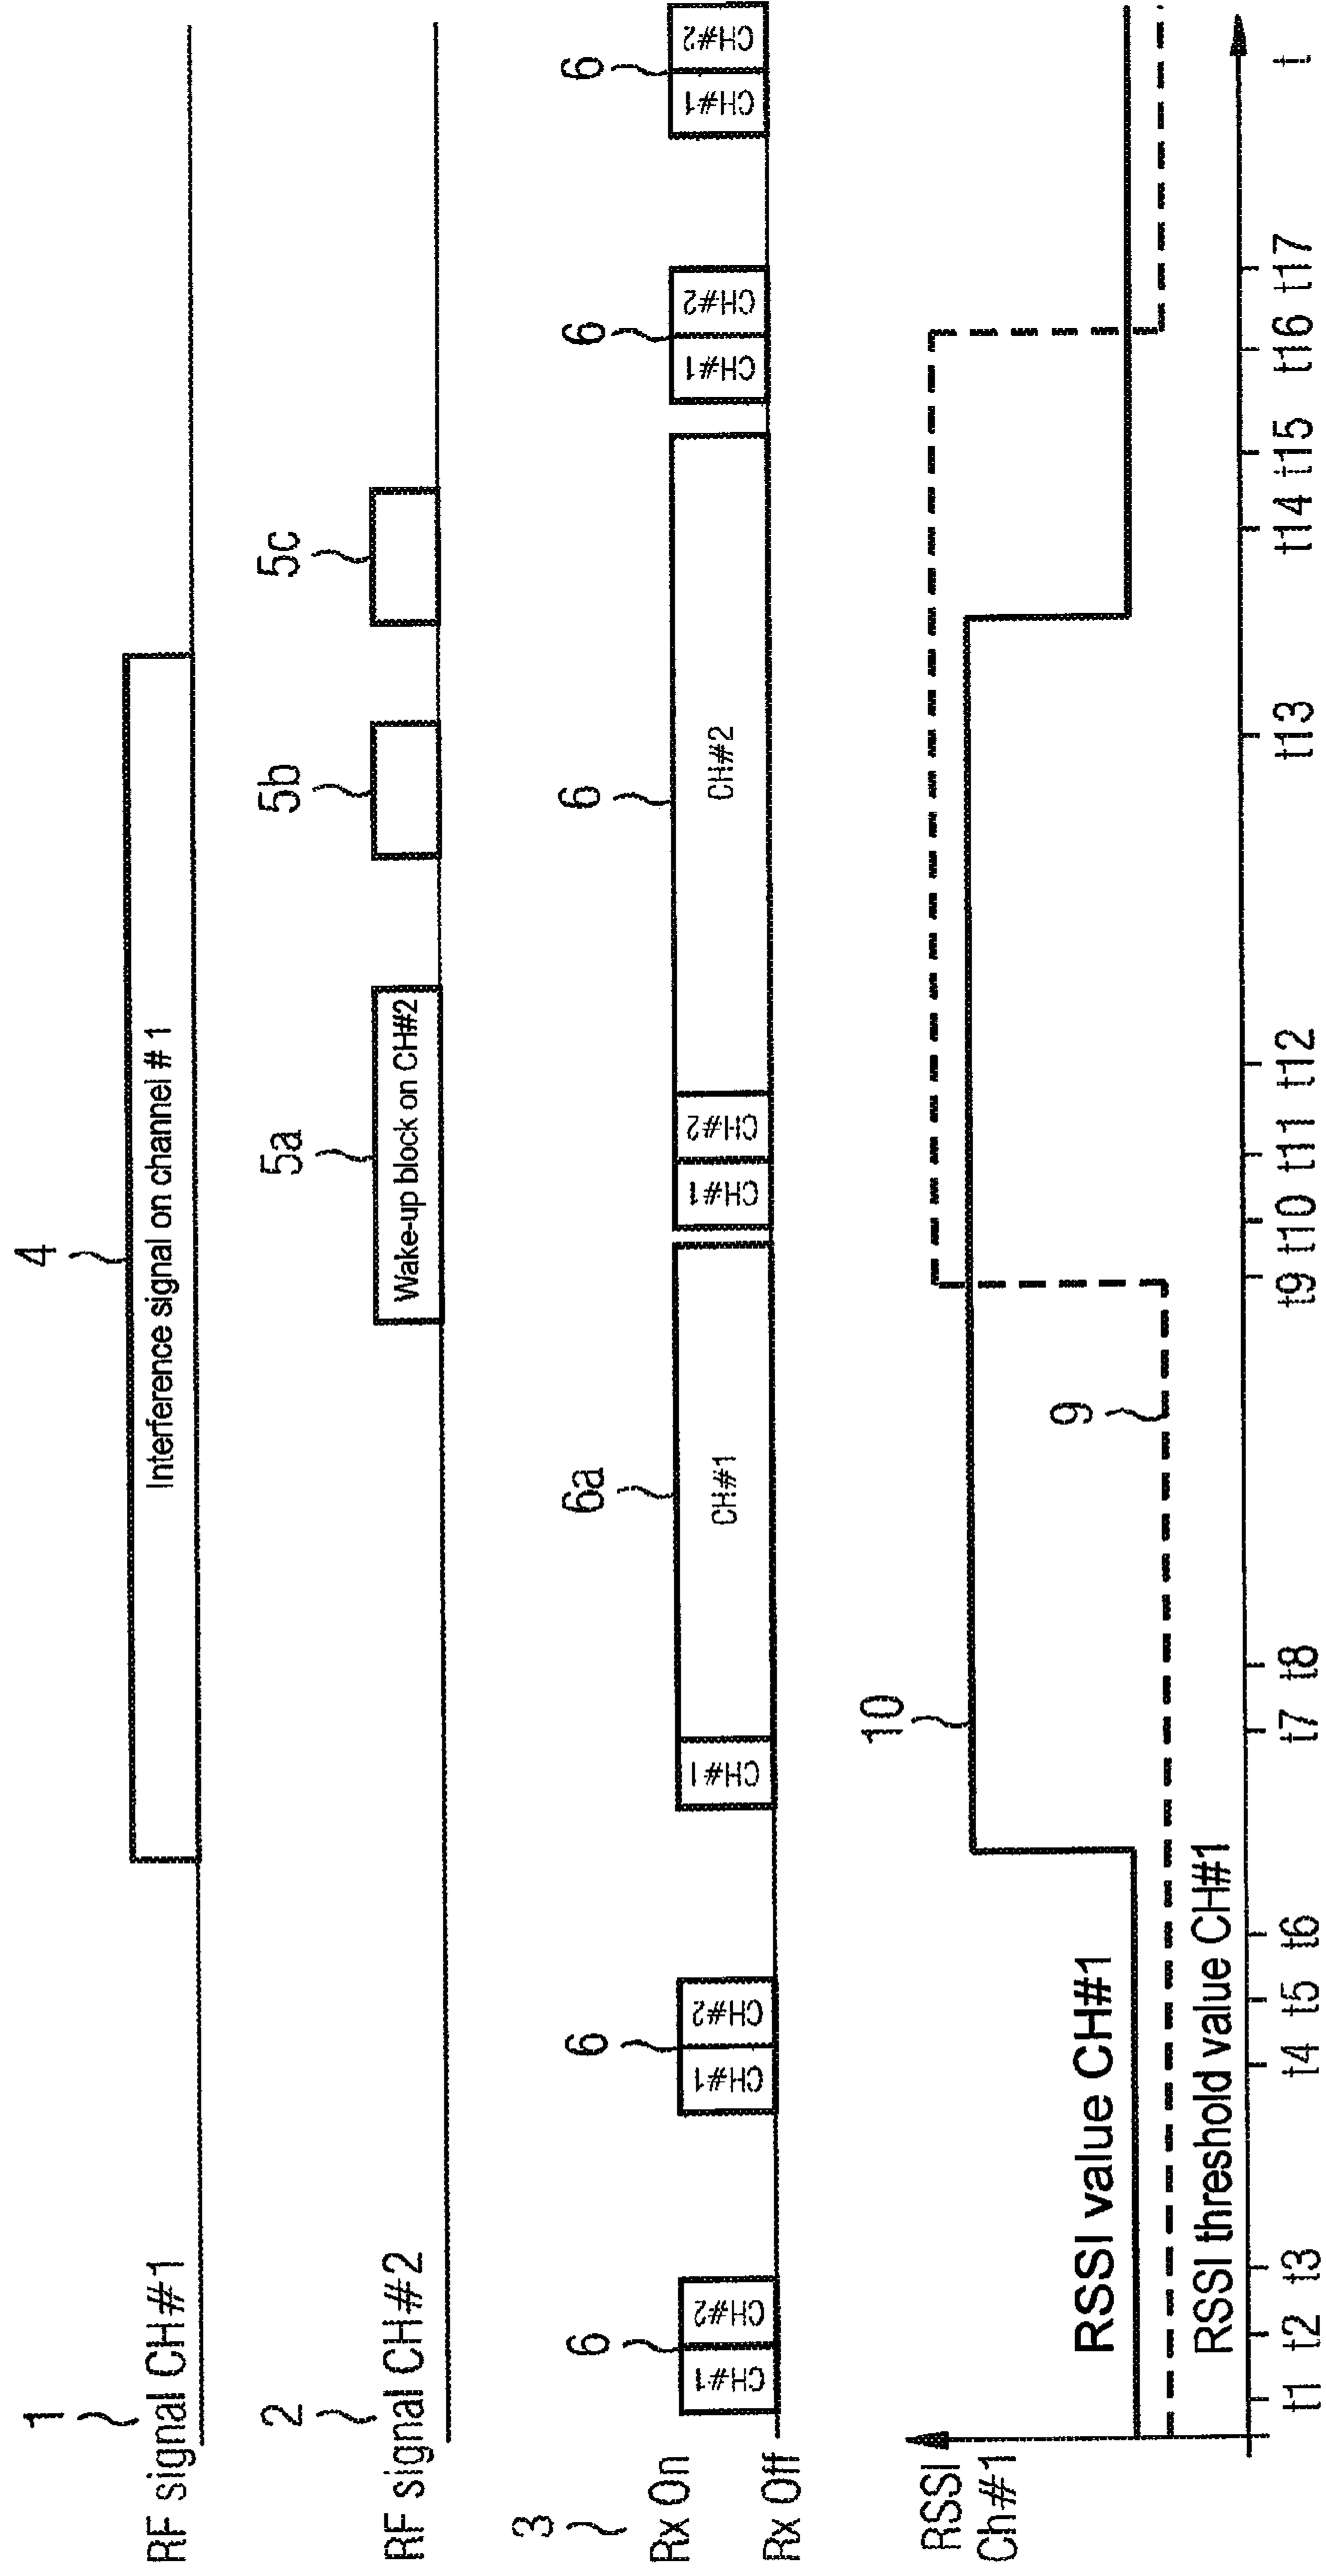 1
RF signal CH#1
4
Interference signal on channel # 1
2
RF signal CH#2
5a
Wake-up block on CH#2
5b
5c
3
Rx On
Rx Off
6
CH#1
CH#2
6
CH#1
CH#2
CH#1
6a
CH#1
CH#1
CH#2
6
CH#2
6
CH#1
CH#2
6
CH#1
CH#2
RSSI
Ch#1
RSSI value CH#1
RSSI threshold value CH#1
10
9
t1 t2 t3 t4 t5 t6 t7 t8 t9 t10 t11 t12 t13 t14 t15 t16 t17 t